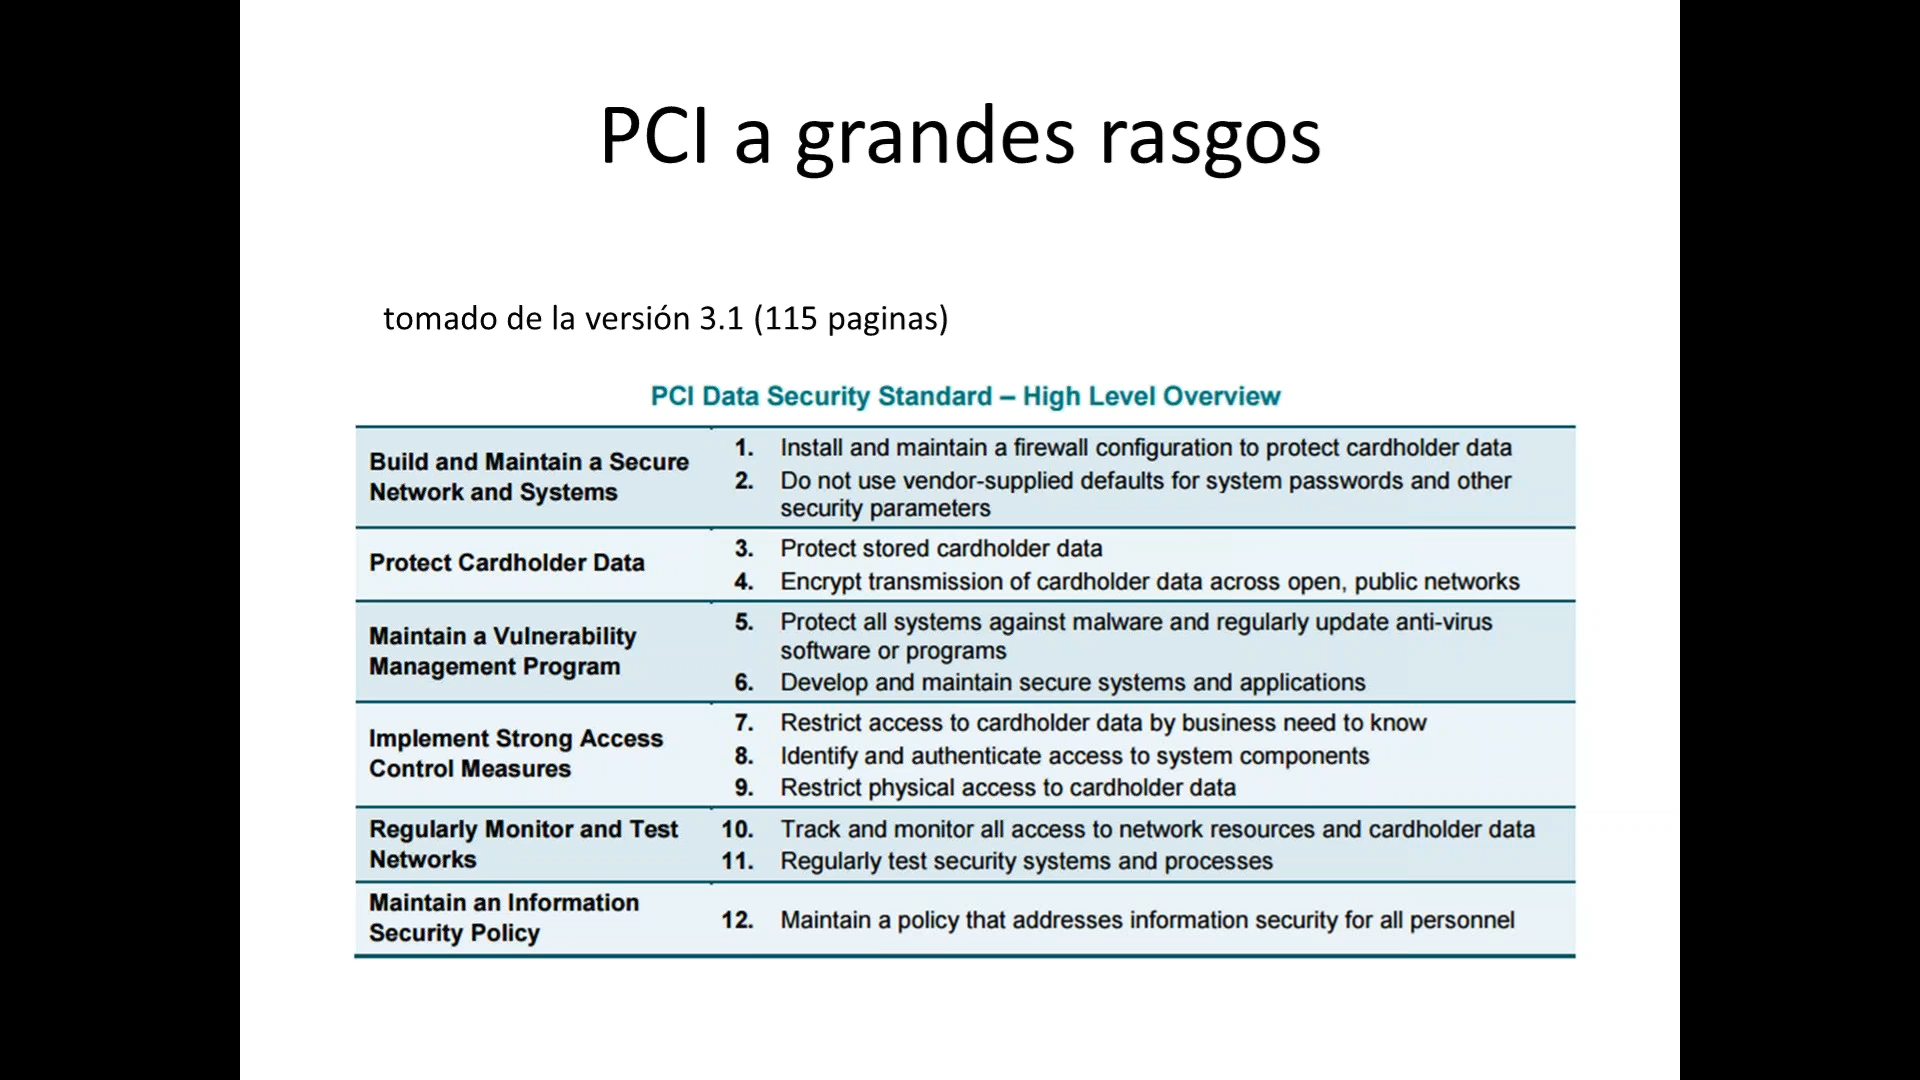 PCI a grandes rasgos
tomado de la versión 3.1 (115 paginas)
PCI Data Security Standard – High Level Overview
Build and Maintain a Secure
Network and Systems
1. Install and maintain a firewall configuration to protect cardholder data
2. Do not use vendor-supplied defaults for system passwords and other
security parameters
Protect Cardholder Data
3. Protect stored cardholder data
4. Encrypt transmission of cardholder data across open, public networks
Maintain a Vulnerability
Management Program
5. Protect all systems against malware and regularly update anti-virus
software or programs
6. Develop and maintain secure systems and applications
Implement Strong Access
Control Measures
7. Restrict access to cardholder data by business need to know
8. Identify and authenticate access to system components
9. Restrict physical access to cardholder data
Regularly Monitor and Test
Networks
10. Track and monitor all access to network resources and cardholder data
11. Regularly test security systems and processes
Maintain an Information
Security Policy
12. Maintain a policy that addresses information security for all personnel